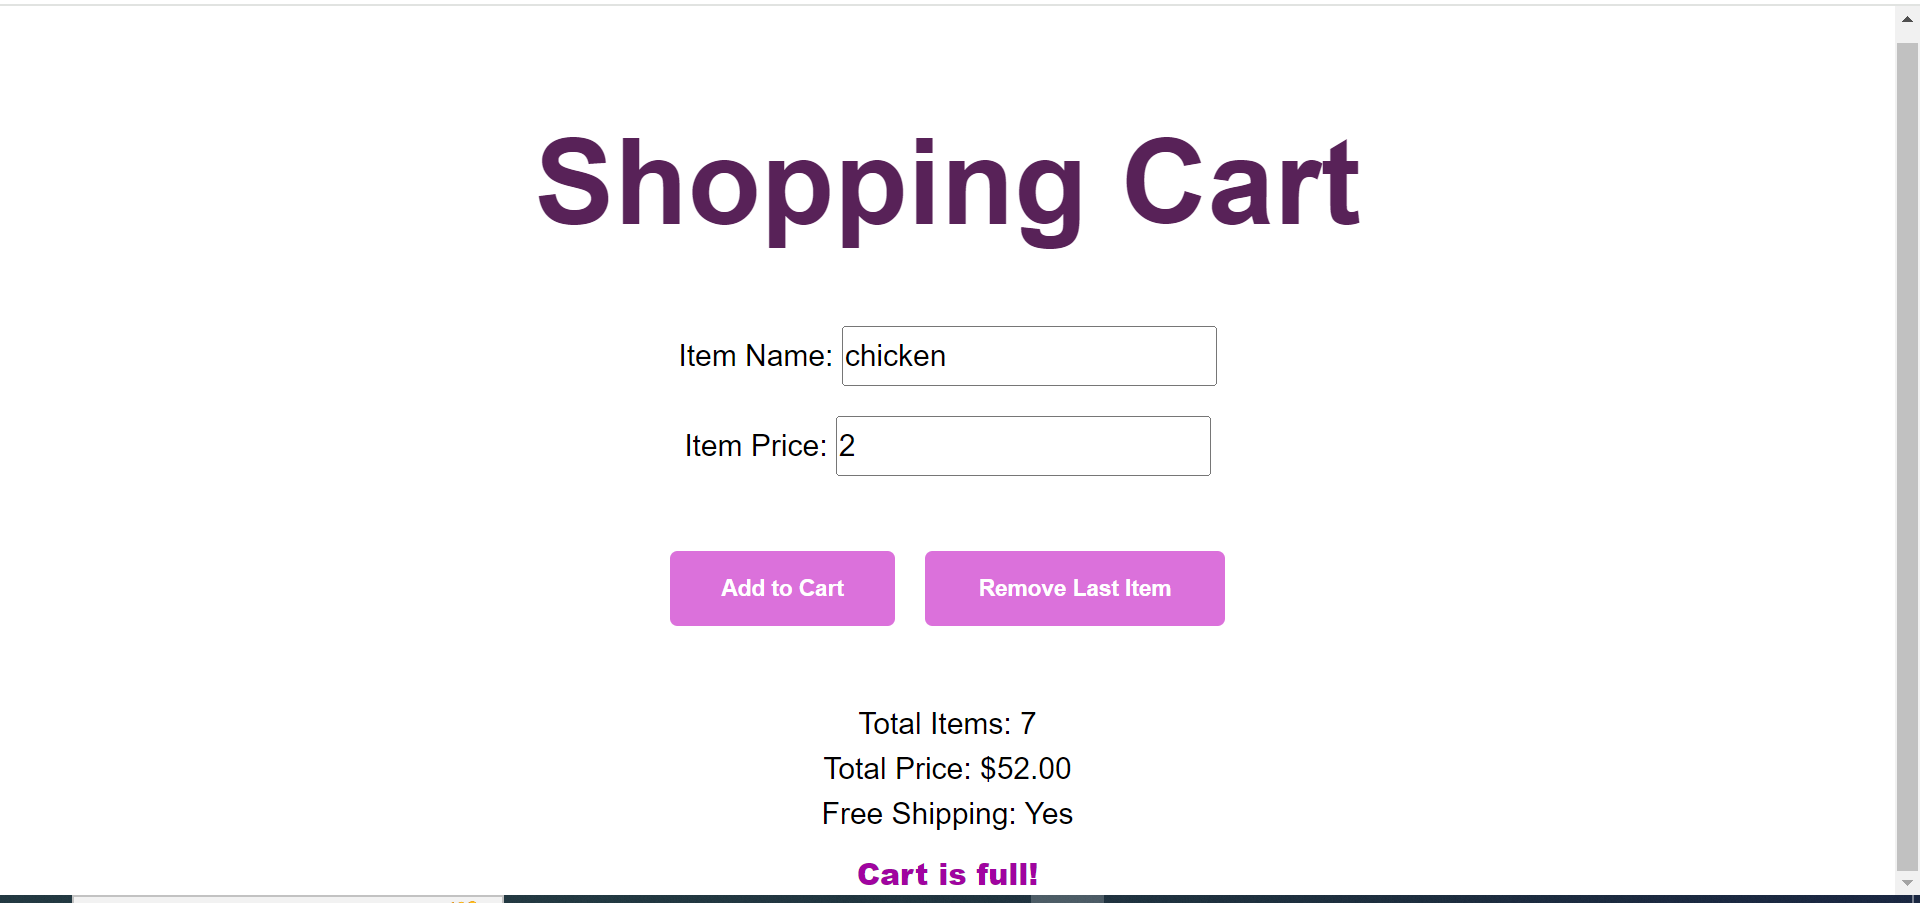 Shopping Cart
Item Name: chicken
Item Price: 2
Add to Cart Remove Last Item
Total Items: 7
Total Price: $52.00
Free Shipping: Yes
Cart is full!